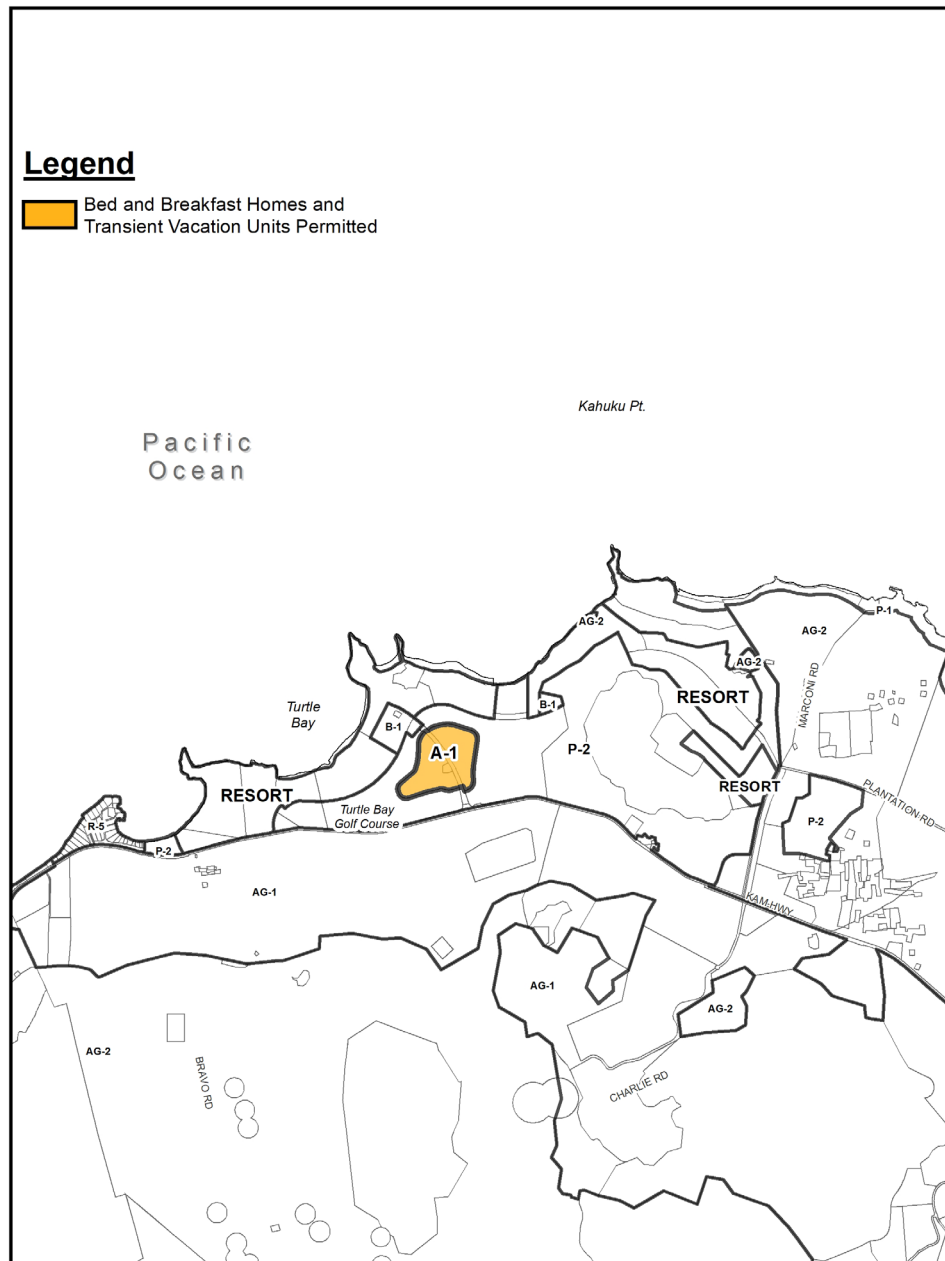 Legend
Bed and Breakfast Homes and
Transient Vacation Units Permitted
Kahuku Pt.
Pacific
Ocean
P-1
AG-2
AG-2
AG-2
MARCONI RD
RESORT
Turtle
Bay
B-1
B-1
A-1
P-2
RESORT
RESORT
PLANTATION RD
Turtle Bay
Golf Course
P-2
R-5
P-2
AG-1
KAM HWY
AG-1
AG-2
AG-2
BRAVO RD
CHARLIE RD